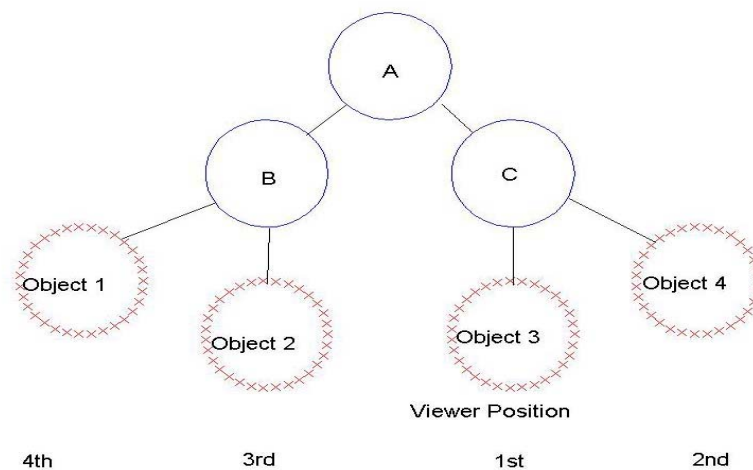 A
B
C
Object 1
Object 2
Object 3
Object 4
Viewer Position
4th
3rd
1st
2nd